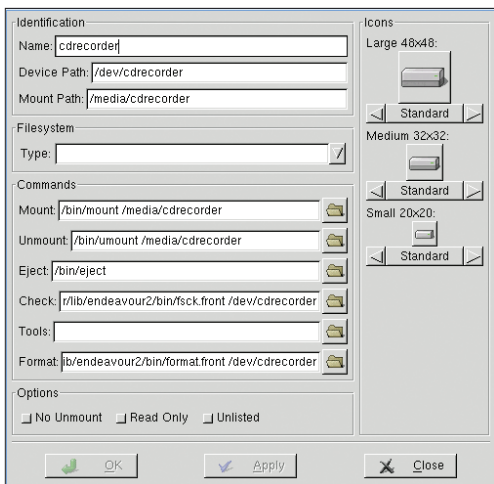 Identification
Name: cdrecorder
Device Path: /dev/cdrecorder
Mount Path: /media/cdrecorder
Filesystem
Type:
Commands
Mount: /bin/mount /media/cdrecorder
Unmount: /bin/umount /media/cdrecorder
Eject: /bin/eject
Check: r/lib/endeavour2/bin/fsck.front /dev/cdrecorder
Tools:
Format: ib/endeavour2/bin/format.front /dev/cdrecorder
Options
No Unmount Read Only Unlisted
Icons
Large 48x48:
Standard
Medium 32x32:
Standard
Small 20x20:
Standard
OK Apply Close